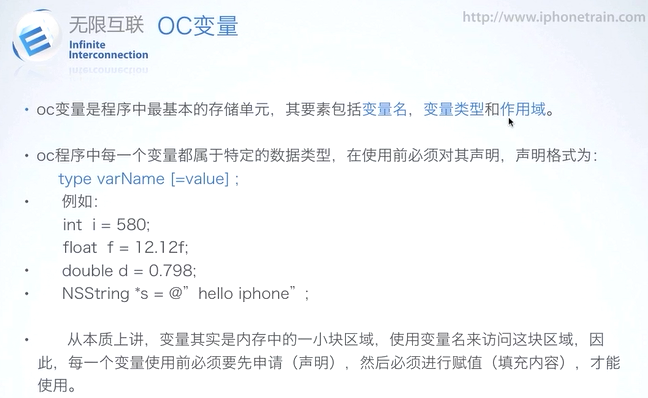 http://www.iphonetrain.com
无限互联 OC变量
Infinite
Interconnection
• oc变量是程序中最基本的存储单元，其要素包括变量名，变量类型和作用域。
• oc程序中每一个变量都属于特定的数据类型，在使用前必须对其声明，声明格式为：
type varName [=value] ;
• 例如：
int i = 580;
float f = 12.12f;
• double d = 0.798;
• NSString *s = @” hello iphone” ;
• 从本质上讲，变量其实是内存中的一小块区域，使用变量名来访问这块区域，因
此，每一个变量使用前必须要先申请（声明），然后必须进行赋值（填充内容），才能
使用。